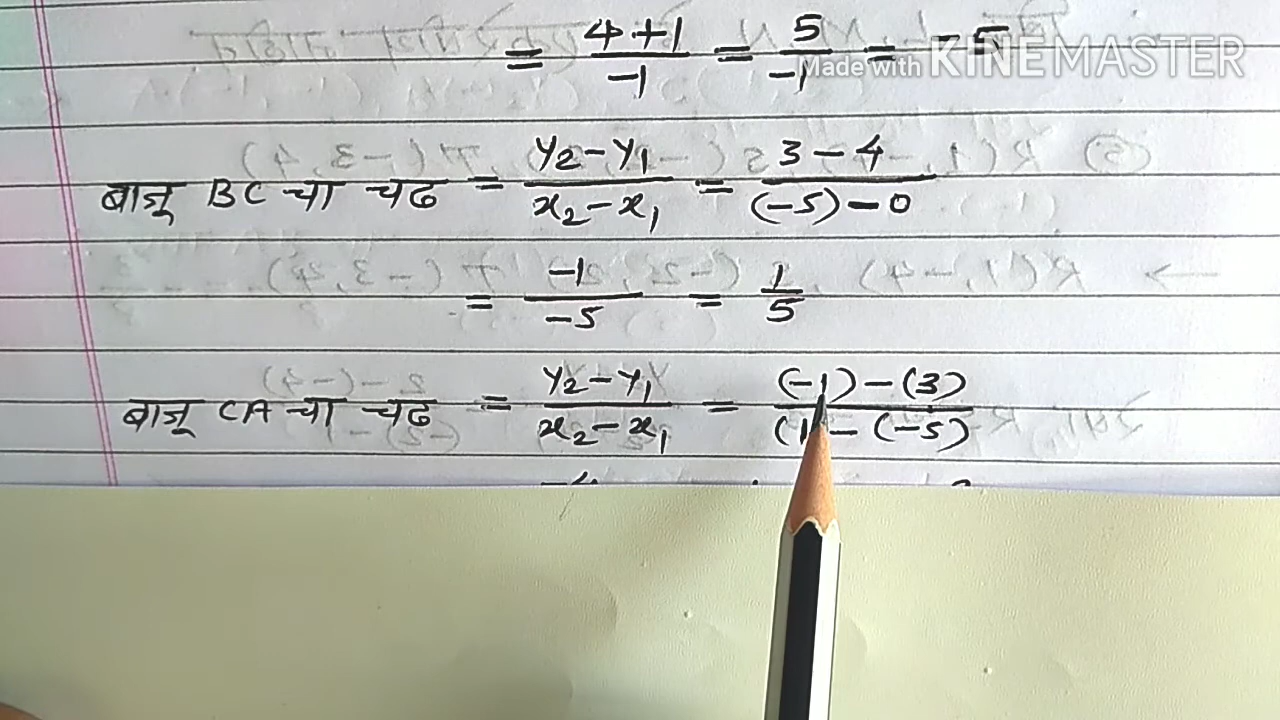 = 4+1/-1 = 5/-1 = -5
Made with KINEMASTER
बाजू BC चा चढ = y₂-y₁/x₂-x₁ = 3-4/(-5)-0
= -1/-5 = 1/5
बाजू CA चा चढ = y₂-y₁/x₂-x₁ = (-1)-(3)/(1)-(-5)